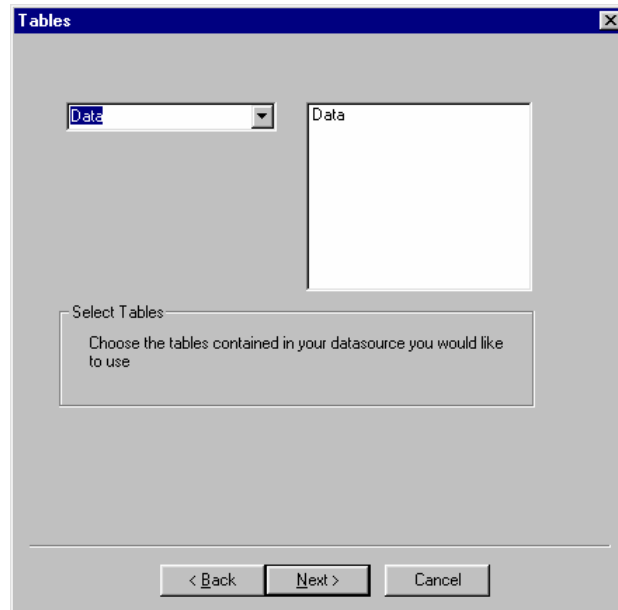 Tables
Data
Data
Select Tables
Choose the tables contained in your datasource you would like
to use
< Back
Next >
Cancel